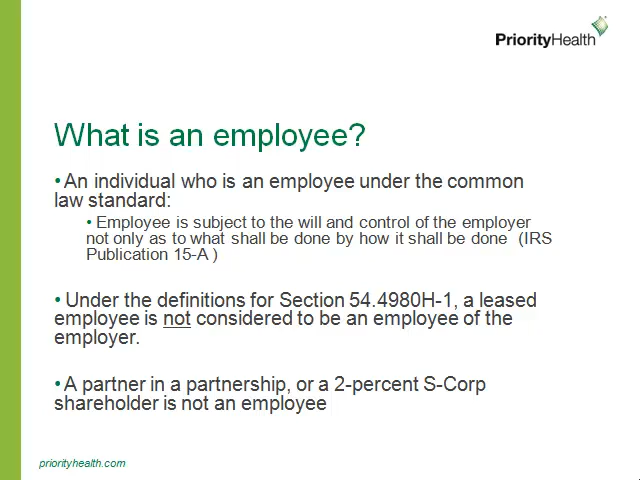 PriorityHealth
What is an employee?
• An individual who is an employee under the common
law standard:
• Employee is subject to the will and control of the employer
not only as to what shall be done by how it shall be done (IRS
Publication 15-A )
• Under the definitions for Section 54.4980H-1, a leased
employee is not considered to be an employee of the
employer.
• A partner in a partnership, or a 2-percent S-Corp
shareholder is not an employee
priorityhealth.com